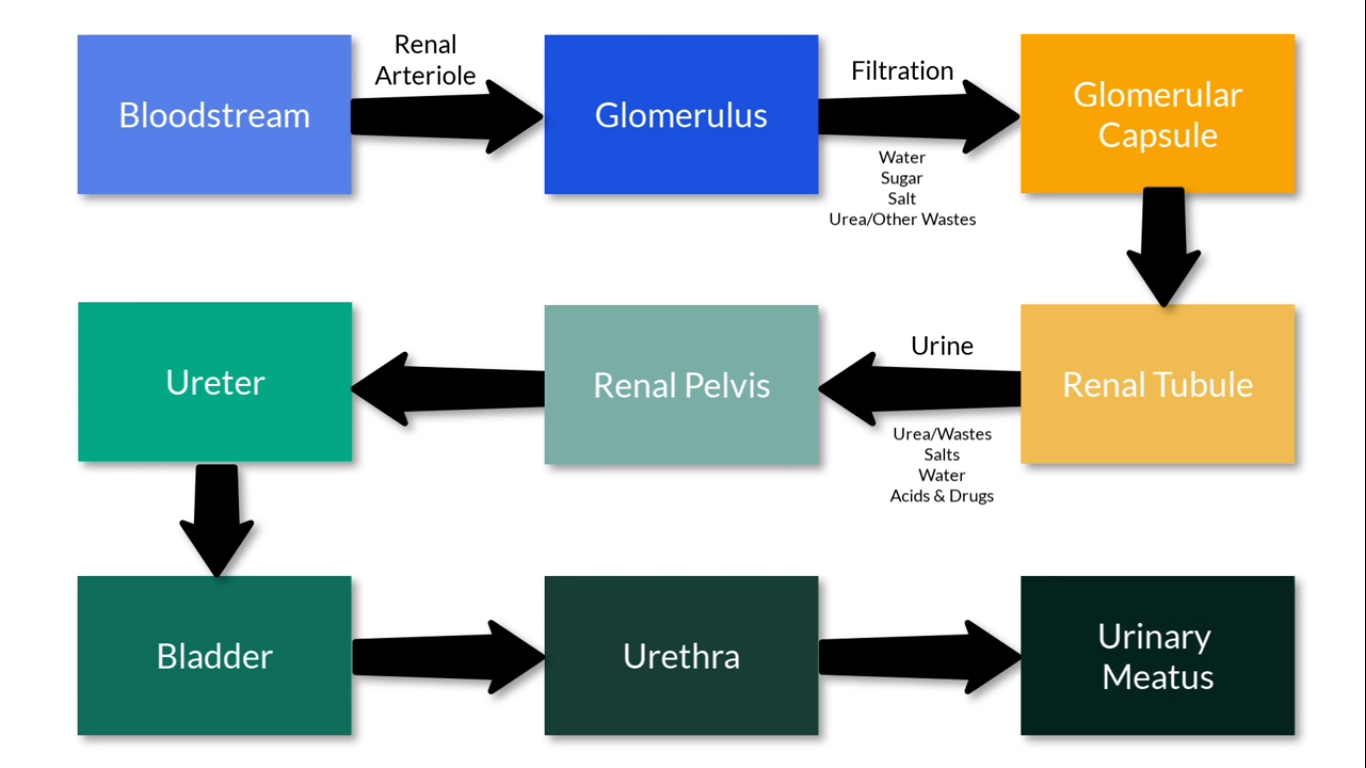 Bloodstream
Renal
Arteriole
Glomerulus
Filtration
Water
Sugar
Salt
Urea/Other Wastes
Glomerular
Capsule
Renal Tubule
Urine
Urea/Wastes
Salts
Water
Acids & Drugs
Renal Pelvis
Ureter
Bladder
Urethra
Urinary
Meatus